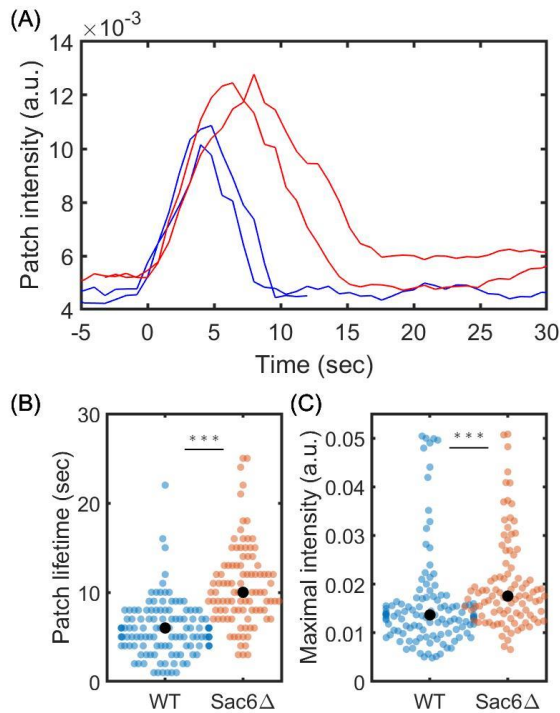 (A)
×10⁻³
14
12
10
8
6
4
Patch intensity (a.u.)
-5 0 5 10 15 20 25 30
Time (sec)
(B)
30
20
10
0
Patch lifetime (sec)
***
WT Sac6Δ
(C)
0.05
0.04
0.03
0.02
0.01
0
Maximal intensity (a.u.)
***
WT Sac6Δ